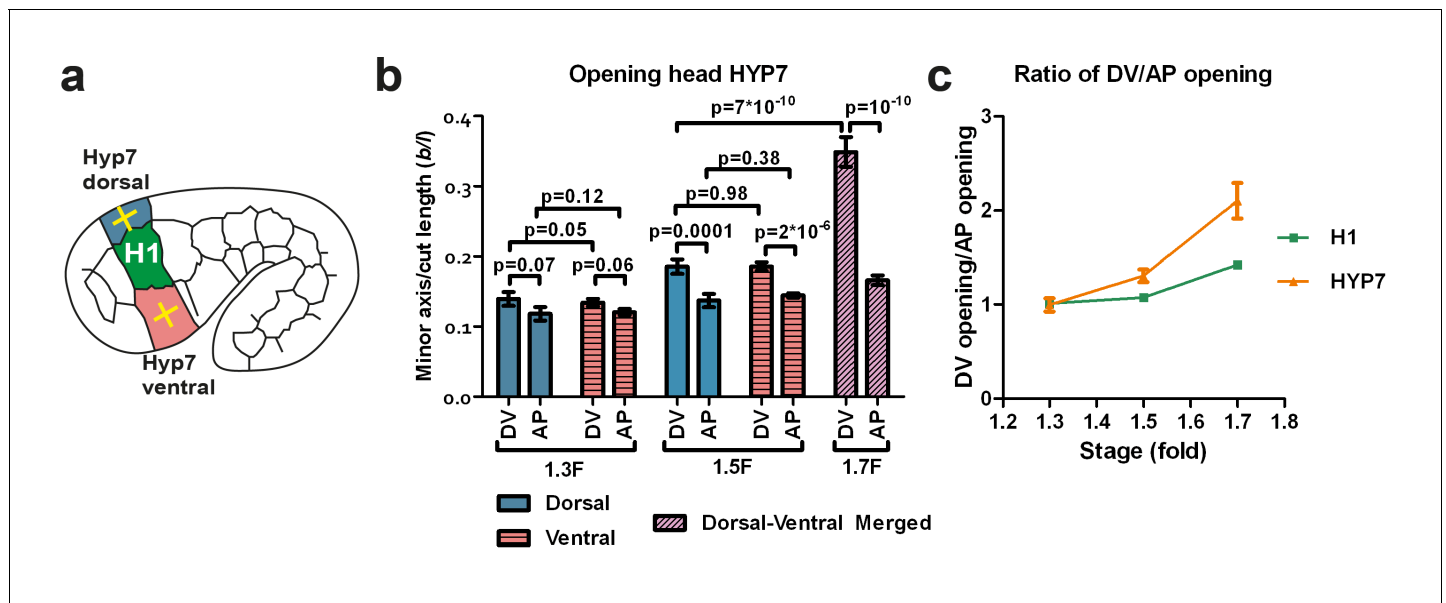 a
Hyp7
dorsal
H1
Hyp7
ventral
b
Opening head HYP7
Minor axis/cut length (b/l)
0.4
0.3
0.2
0.1
0.0
p=7*10-10
p=10-10
p=0.38
p=0.12
p=0.98
p=0.05
p=0.0001
p=2*10-6
p=0.07
p=0.06
DV
AP
DV
AP
DV
AP
DV
AP
DV
AP
1.3F
1.5F
1.7F
Dorsal
Ventral
Dorsal-Ventral Merged
c
Ratio of DV/AP opening
DV opening/AP opening
3
2
1
0
1.2 1.3 1.4 1.5 1.6 1.7 1.8
Stage (fold)
H1
HYP7